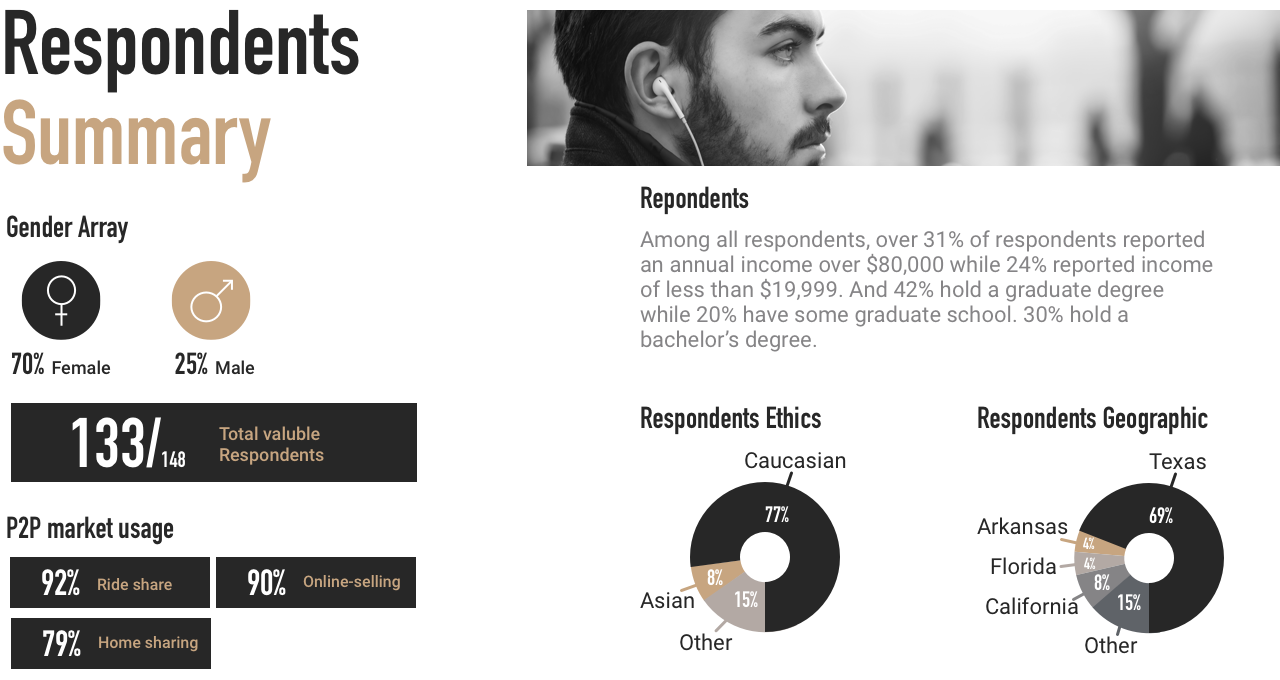 Respondents
Summary
Gender Array
70% Female
25% Male
133/148
Total valuble
Respondents
P2P market usage
92% Ride share
90% Online-selling
79% Home sharing
Repondents
Among all respondents, over 31% of respondents reported
an annual income over $80,000 while 24% reported income
of less than $19,999. And 42% hold a graduate degree
while 20% have some graduate school. 30% hold a
bachelor’s degree.
Respondents Ethics
Caucasian
77%
8%
Asian
15%
Other
Respondents Geographic
Texas
69%
Arkansas
4%
Florida
4%
California
8%
15%
Other